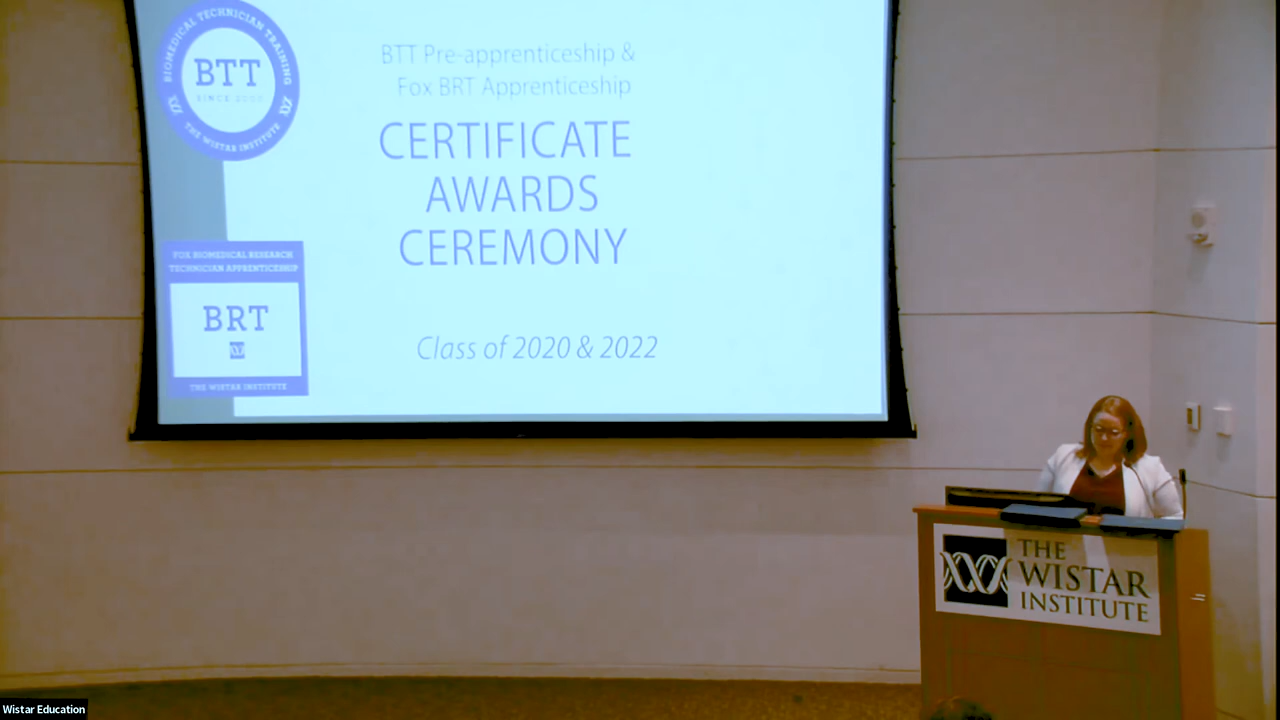 BIOMEDICAL TECHNICIAN TRAINING
BTT
SINCE 2000
THE WISTAR INSTITUTE
BTT Pre-apprenticeship &
Fox BRT Apprenticeship
CERTIFICATE
AWARDS
CEREMONY
Class of 2020 & 2022
FOX BIOMEDICAL RESEARCH
TECHNICIAN APPRENTICESHIP
BRT
THE WISTAR INSTITUTE
THE
WISTAR
INSTITUTE
Wistar Education